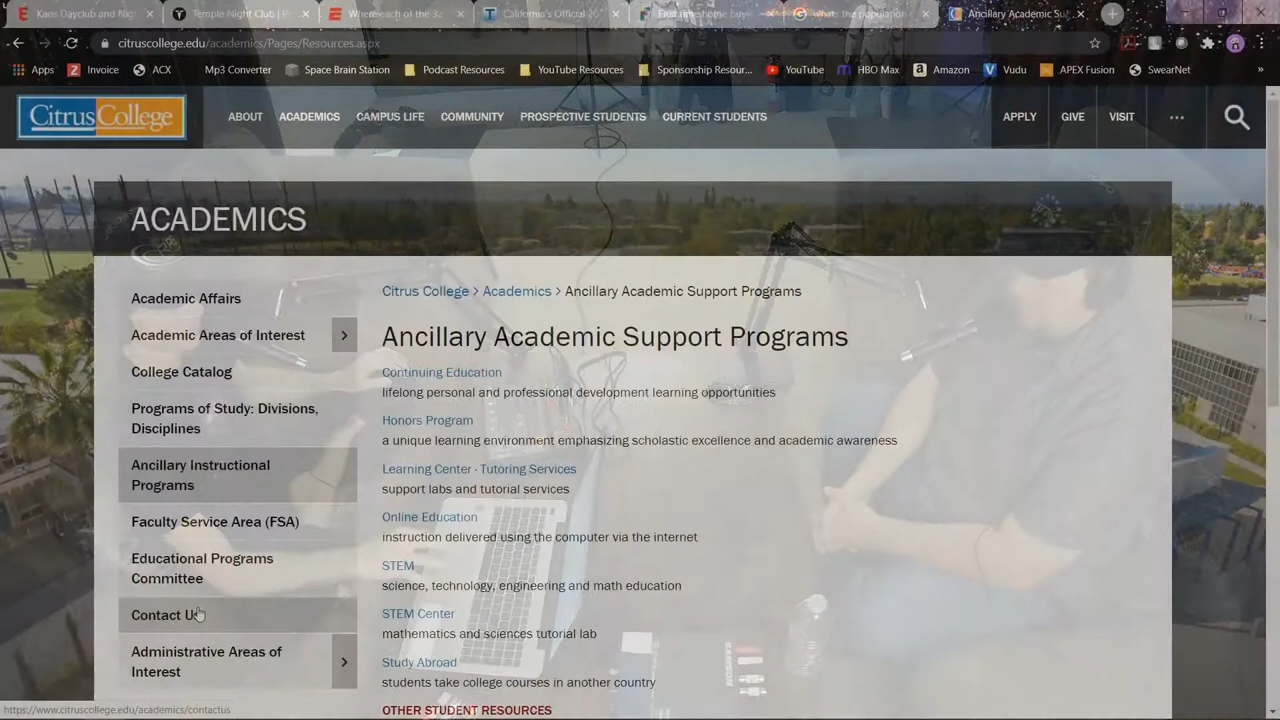 Kaos Dayclub and Nig
Temple Night Club | P
Where each of the 32
California's Official 20
First time home buy
whats the population
Ancillary Academic Su
citruscollege.edu/academics/Pages/Resources.aspx
Apps
Invoice
ACX
Mp3 Converter
Space Brain Station
Podcast Resources
YouTube Resources
Sponsorship Resour...
YouTube
HBO Max
Amazon
Vudu
APEX Fusion
SwearNet
»
CitrusCollege
ABOUT
ACADEMICS
CAMPUS LIFE
COMMUNITY
PROSPECTIVE STUDENTS
CURRENT STUDENTS
APPLY
GIVE
VISIT
ACADEMICS
Academic Affairs
Academic Areas of Interest
College Catalog
Programs of Study: Divisions,
Disciplines
Ancillary Instructional
Programs
Faculty Service Area (FSA)
Educational Programs
Committee
Contact Us
Administrative Areas of
Interest
Citrus College > Academics > Ancillary Academic Support Programs
Ancillary Academic Support Programs
Continuing Education
lifelong personal and professional development learning opportunities
Honors Program
a unique learning environment emphasizing scholastic excellence and academic awareness
Learning Center - Tutoring Services
support labs and tutorial services
Online Education
instruction delivered using the computer via the internet
STEM
science, technology, engineering and math education
STEM Center
mathematics and sciences tutorial lab
Study Abroad
students take college courses in another country
OTHER STUDENT RESOURCES
SAMSON
https://www.citruscollege.edu/academics/contactus